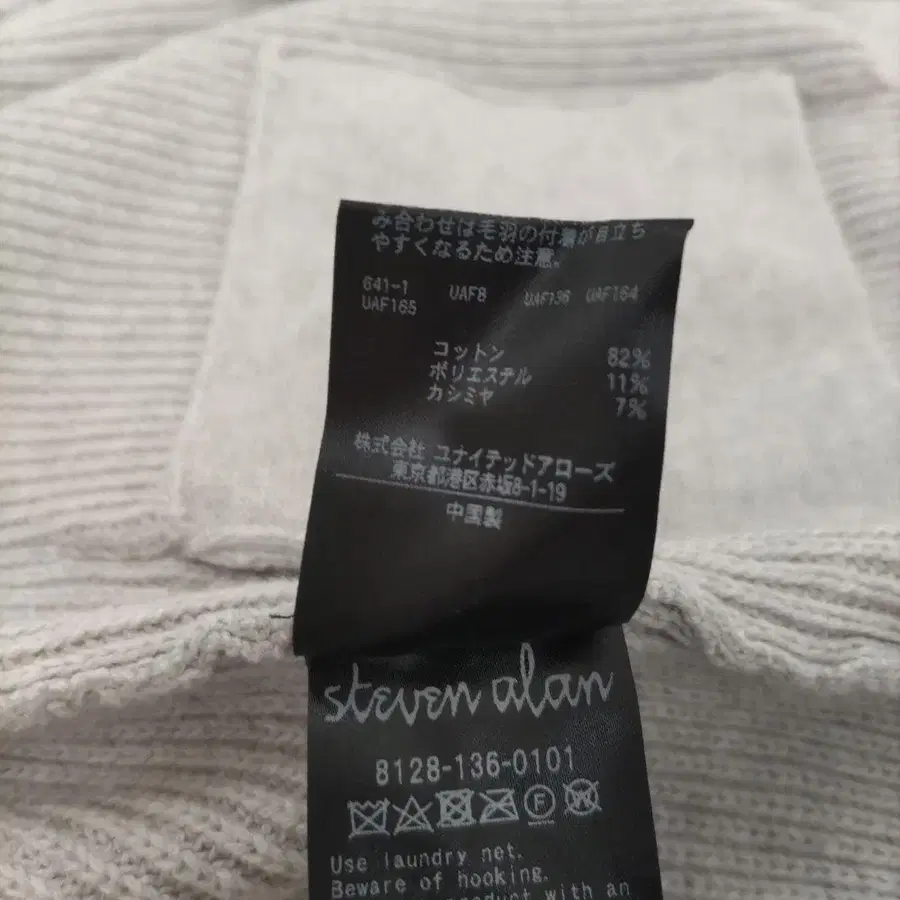 み合わせは毛羽の付着が目立ち
やすくなるため注意。
641-1 UAF8 UAF136 UAF164
UAF165
コットン 82%
ポリエステル 11%
カシミヤ 7%
株式会社 ユナイテッドアローズ
東京都港区赤坂8-1-19
中国製
steven alan
8128-136-0101
F W
Use laundry net.
Beware of hooking.
product with an